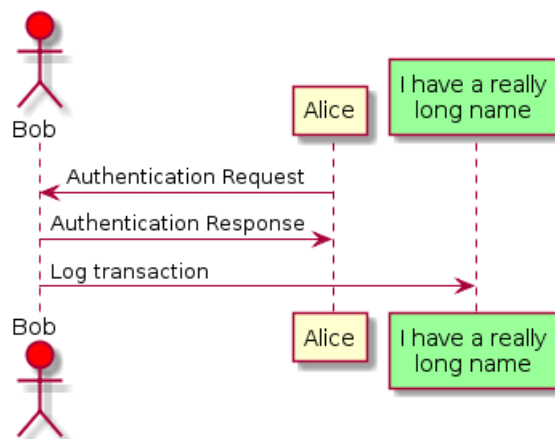 Bob
Alice
I have a really
long name
Authentication Request
Authentication Response
Log transaction
Bob
Alice
I have a really
long name